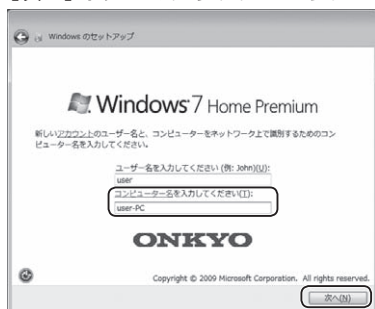 Windows のセットアップ
Windows 7 Home Premium
新しいアカウントのユーザー名と、コンピューターをネットワーク上で識別するためのコン
ピューター名を入力してください。
ユーザー名を入力してください (例: John)(U):
user
コンピューター名を入力してください(T):
user-PC
ONKYO
Copyright © 2009 Microsoft Corporation. All rights reserved.
次へ(N)